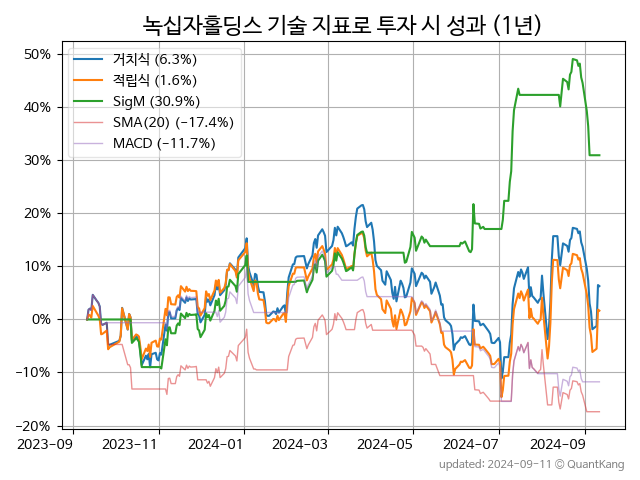 녹십자홀딩스 기술 지표로 투자 시 성과 (1년)
50%
40%
30%
20%
10%
0%
−10%
−20%
거치식 (6.3%)
적립식 (1.6%)
SigM (30.9%)
SMA(20) (−17.4%)
MACD (−11.7%)
2023-09 2023-11 2024-01 2024-03 2024-05 2024-07 2024-09
updated: 2024-09-11 © QuantKang